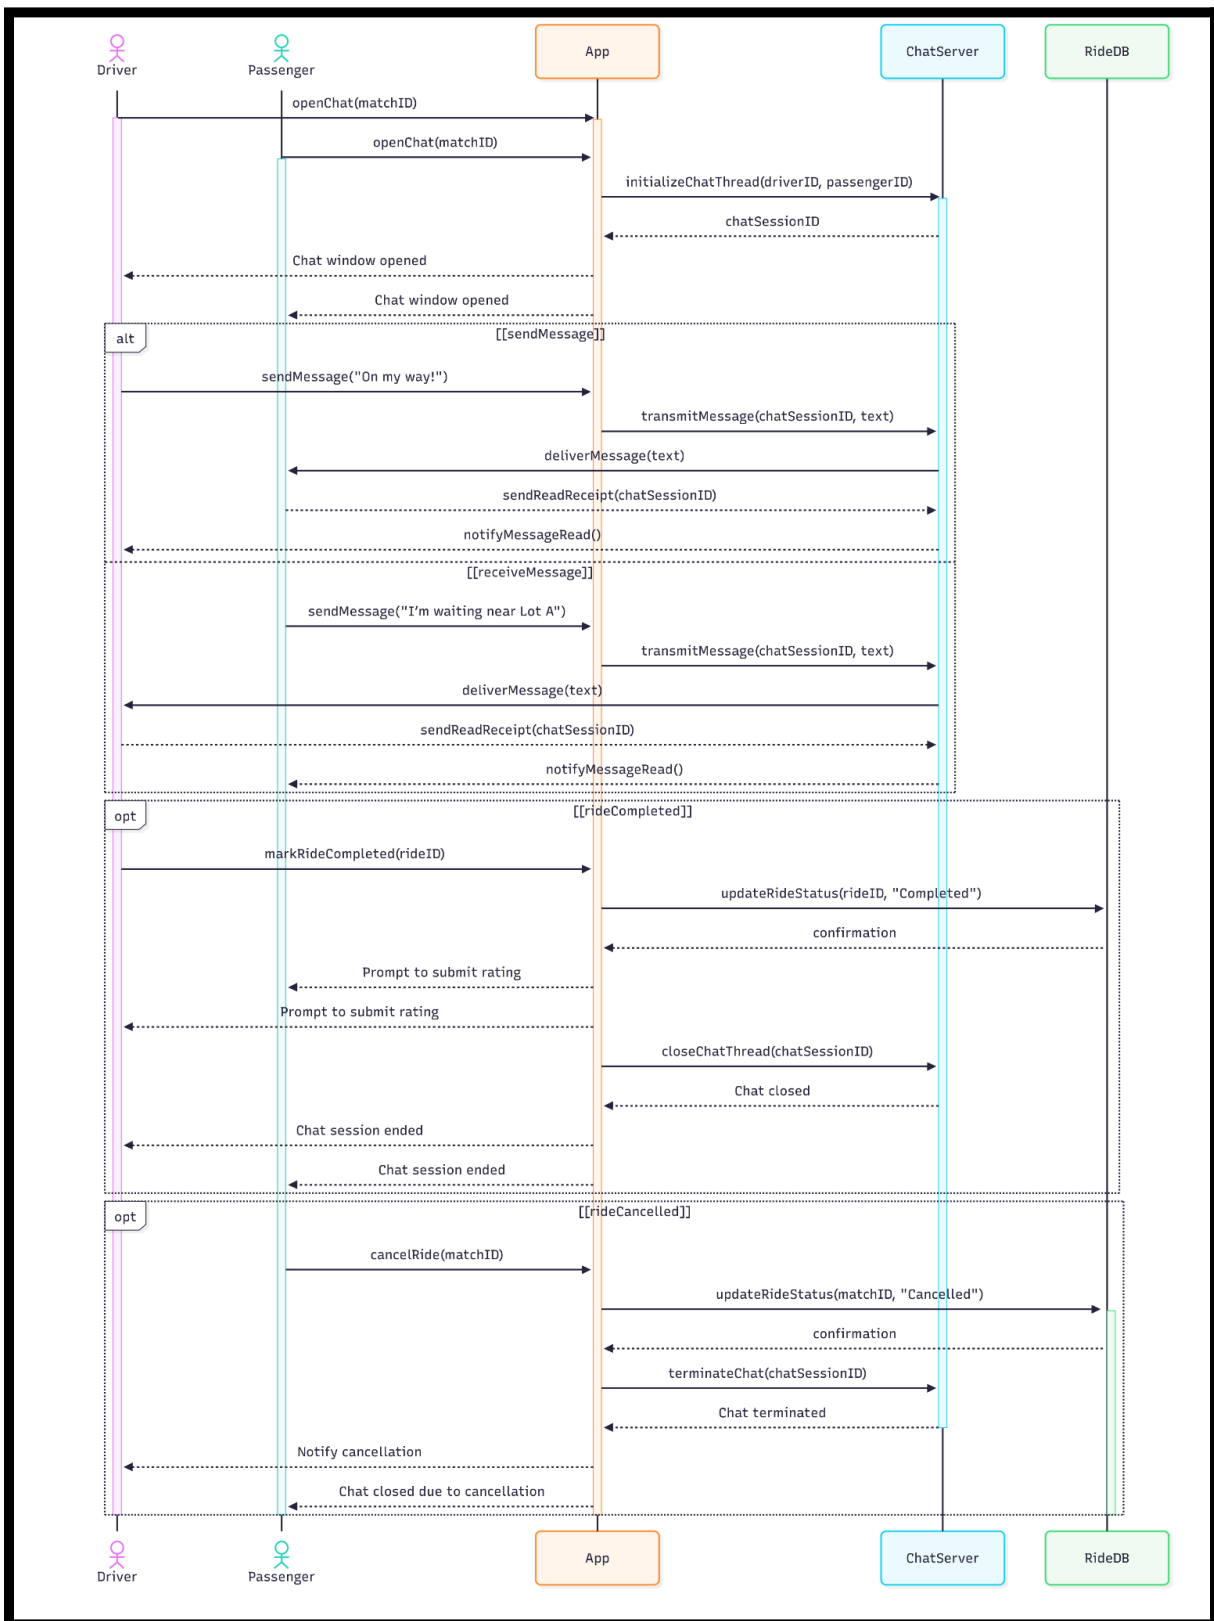 Driver
Passenger
App
ChatServer
RideDB
openChat(matchID)
openChat(matchID)
initializeChatThread(driverID, passengerID)
chatSessionID
Chat window opened
Chat window opened
alt
[[sendMessage]]
sendMessage("On my way!")
transmitMessage(chatSessionID, text)
deliverMessage(text)
sendReadReceipt(chatSessionID)
notifyMessageRead()
[[receiveMessage]]
sendMessage("I’m waiting near Lot A")
transmitMessage(chatSessionID, text)
deliverMessage(text)
sendReadReceipt(chatSessionID)
notifyMessageRead()
opt
[[rideCompleted]]
markRideCompleted(rideID)
updateRideStatus(rideID, "Completed")
confirmation
Prompt to submit rating
Prompt to submit rating
closeChatThread(chatSessionID)
Chat closed
Chat session ended
Chat session ended
opt
[[rideCancelled]]
cancelRide(matchID)
updateRideStatus(matchID, "Cancelled")
confirmation
terminateChat(chatSessionID)
Chat terminated
Notify cancellation
Chat closed due to cancellation
Driver
Passenger
App
ChatServer
RideDB